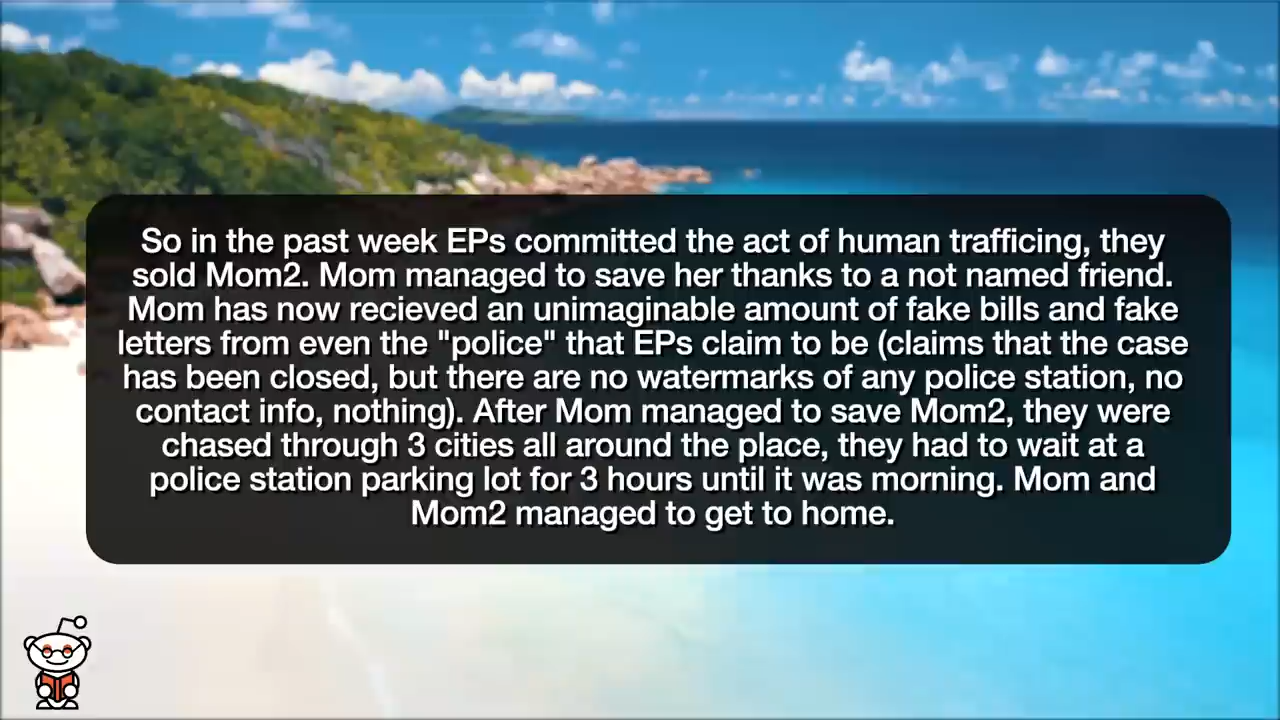 So in the past week EPs committed the act of human trafficing, they
sold Mom2. Mom managed to save her thanks to a not named friend.
Mom has now recieved an unimaginable amount of fake bills and fake
letters from even the "police" that EPs claim to be (claims that the case
has been closed, but there are no watermarks of any police station, no
contact info, nothing). After Mom managed to save Mom2, they were
chased through 3 cities all around the place, they had to wait at a
police station parking lot for 3 hours until it was morning. Mom and
Mom2 managed to get to home.